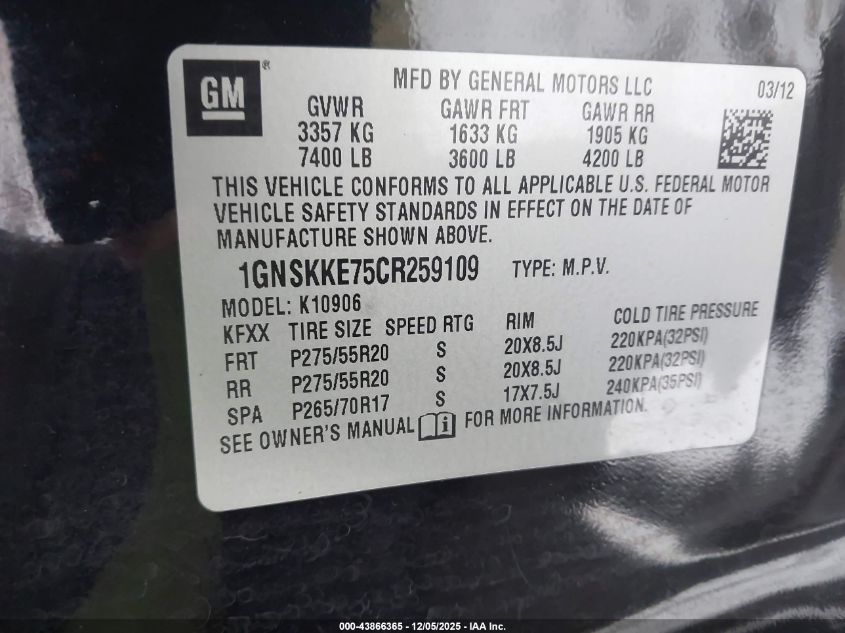 GM®
MFD BY GENERAL MOTORS LLC 03/12
GVWR GAWR FRT GAWR RR
3357 KG 1633 KG 1905 KG
7400 LB 3600 LB 4200 LB
THIS VEHICLE CONFORMS TO ALL APPLICABLE U.S. FEDERAL MOTOR
VEHICLE SAFETY STANDARDS IN EFFECT ON THE DATE OF
MANUFACTURE SHOWN ABOVE.
1GNSKKE75CR259109 TYPE: M.P.V.
MODEL: K10906
KFXX TIRE SIZE SPEED RTG RIM COLD TIRE PRESSURE
FRT P275/55R20 S 20X8.5J 220KPA(32PSI)
RR P275/55R20 S 20X8.5J 220KPA(32PSI)
SPA P265/70R17 S 17X7.5J 240KPA(35PSI)
SEE OWNER'S MANUAL FOR MORE INFORMATION.
000-43866365 - 12/05/2025 - IAA Inc.